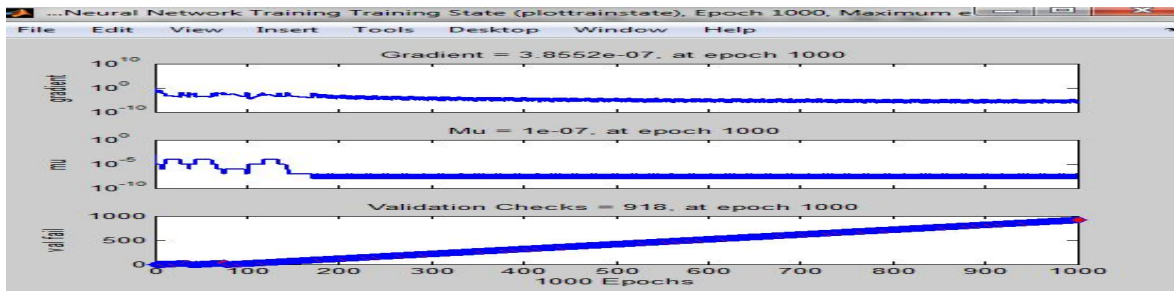 ...Neural Network Training Training State (plottrainstate), Epoch 1000, Maximum e
File Edit View Insert Tools Desktop Window Help
Gradient = 3.8552e-07, at epoch 1000
10^10
10^0
10^-10
gradient
Mu = 1e-07, at epoch 1000
10^0
10^-5
10^-10
mu
Validation Checks = 918, at epoch 1000
1000
500
0
val fail
0 100 200 300 400 500 600 700 800 900 1000
1000 Epochs